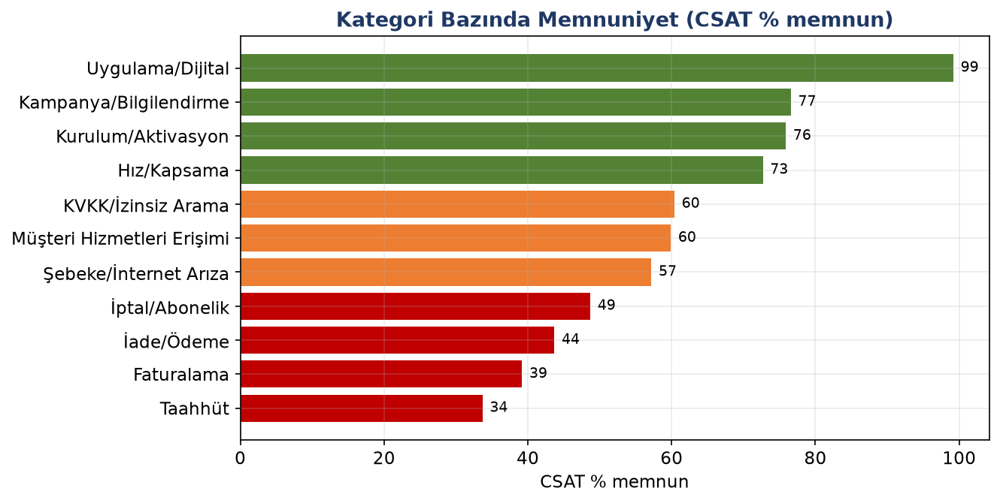 Kategori Bazında Memnuniyet (CSAT % memnun)
Uygulama/Dijital 99
Kampanya/Bilgilendirme 77
Kurulum/Aktivasyon 76
Hız/Kapsama 73
KVKK/İzinsiz Arama 60
Müşteri Hizmetleri Erişimi 60
Şebeke/İnternet Arıza 57
İptal/Abonelik 49
İade/Ödeme 44
Faturalama 39
Taahhüt 34
0 20 40 60 80 100
CSAT % memnun